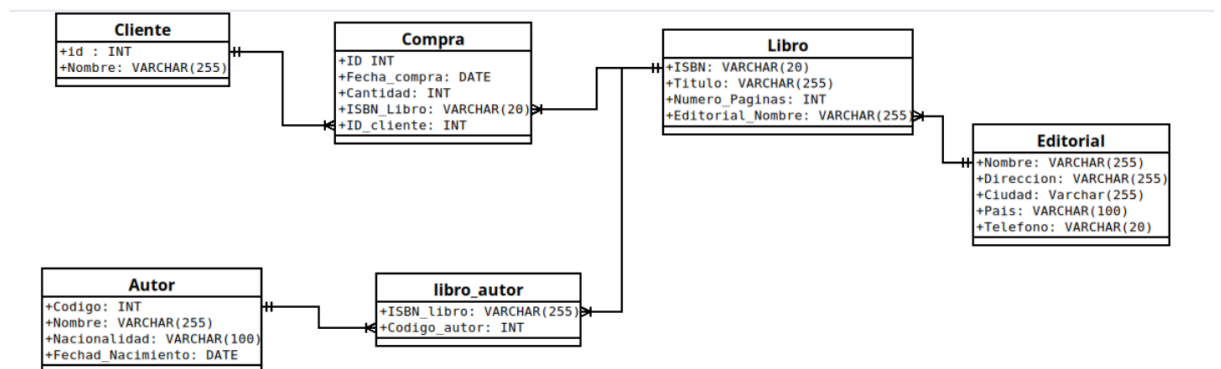 Cliente
+id : INT
+Nombre: VARCHAR(255)
Compra
+ID INT
+Fecha_compra: DATE
+Cantidad: INT
+ISBN_Libro: VARCHAR(20)
+ID_cliente: INT
Libro
+ISBN: VARCHAR(20)
+Titulo: VARCHAR(255)
+Numero_Paginas: INT
+Editorial_Nombre: VARCHAR(255)
Editorial
+Nombre: VARCHAR(255)
+Direccion: VARCHAR(255)
+Ciudad: Varchar(255)
+Pais: VARCHAR(100)
+Telefono: VARCHAR(20)
Autor
+Codigo: INT
+Nombre: VARCHAR(255)
+Nacionalidad: VARCHAR(100)
+Fechad_Nacimiento: DATE
libro_autor
+ISBN_libro: VARCHAR(255)
+Codigo_autor: INT